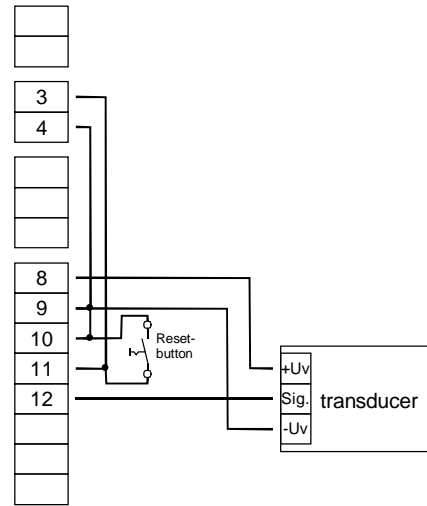 3
4
8
9
10
11
12
Reset-
button
+Uv
Sig.
-Uv
transducer